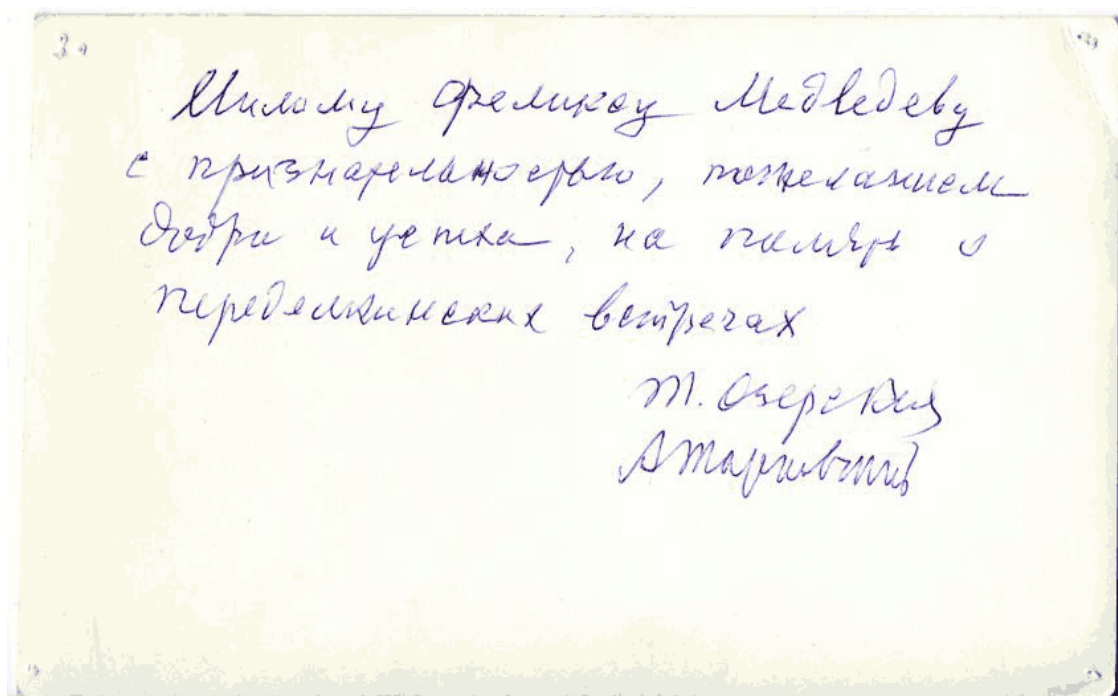 Милому Феликсу Медведеву
с признательностью, пожеланием
добра и успеха, на память о
переделкинских встречах
Т. Озерская
А Тарковский